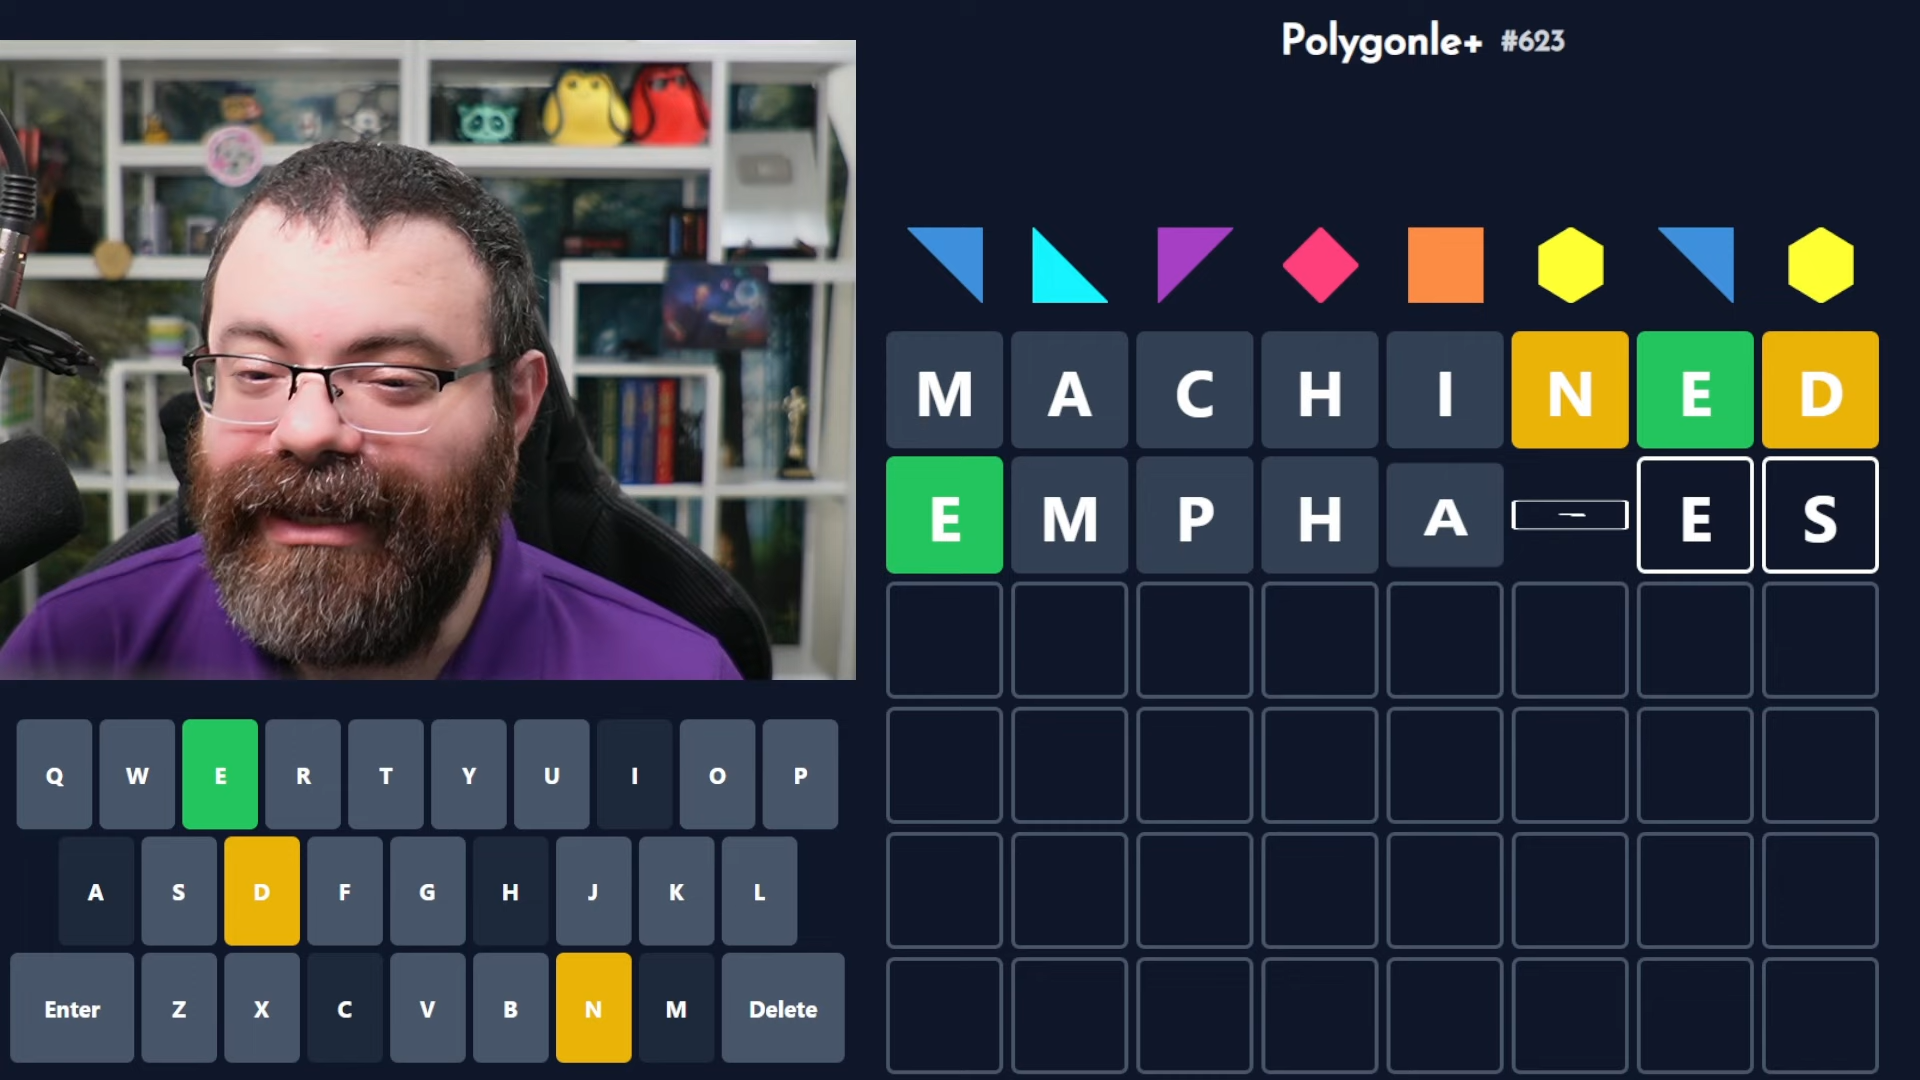 Polygonle+ #623
M A C H I N E D
E M P H A E S
Q W E R T Y U I O P
A S D F G H J K L
Enter Z X C V B N M Delete